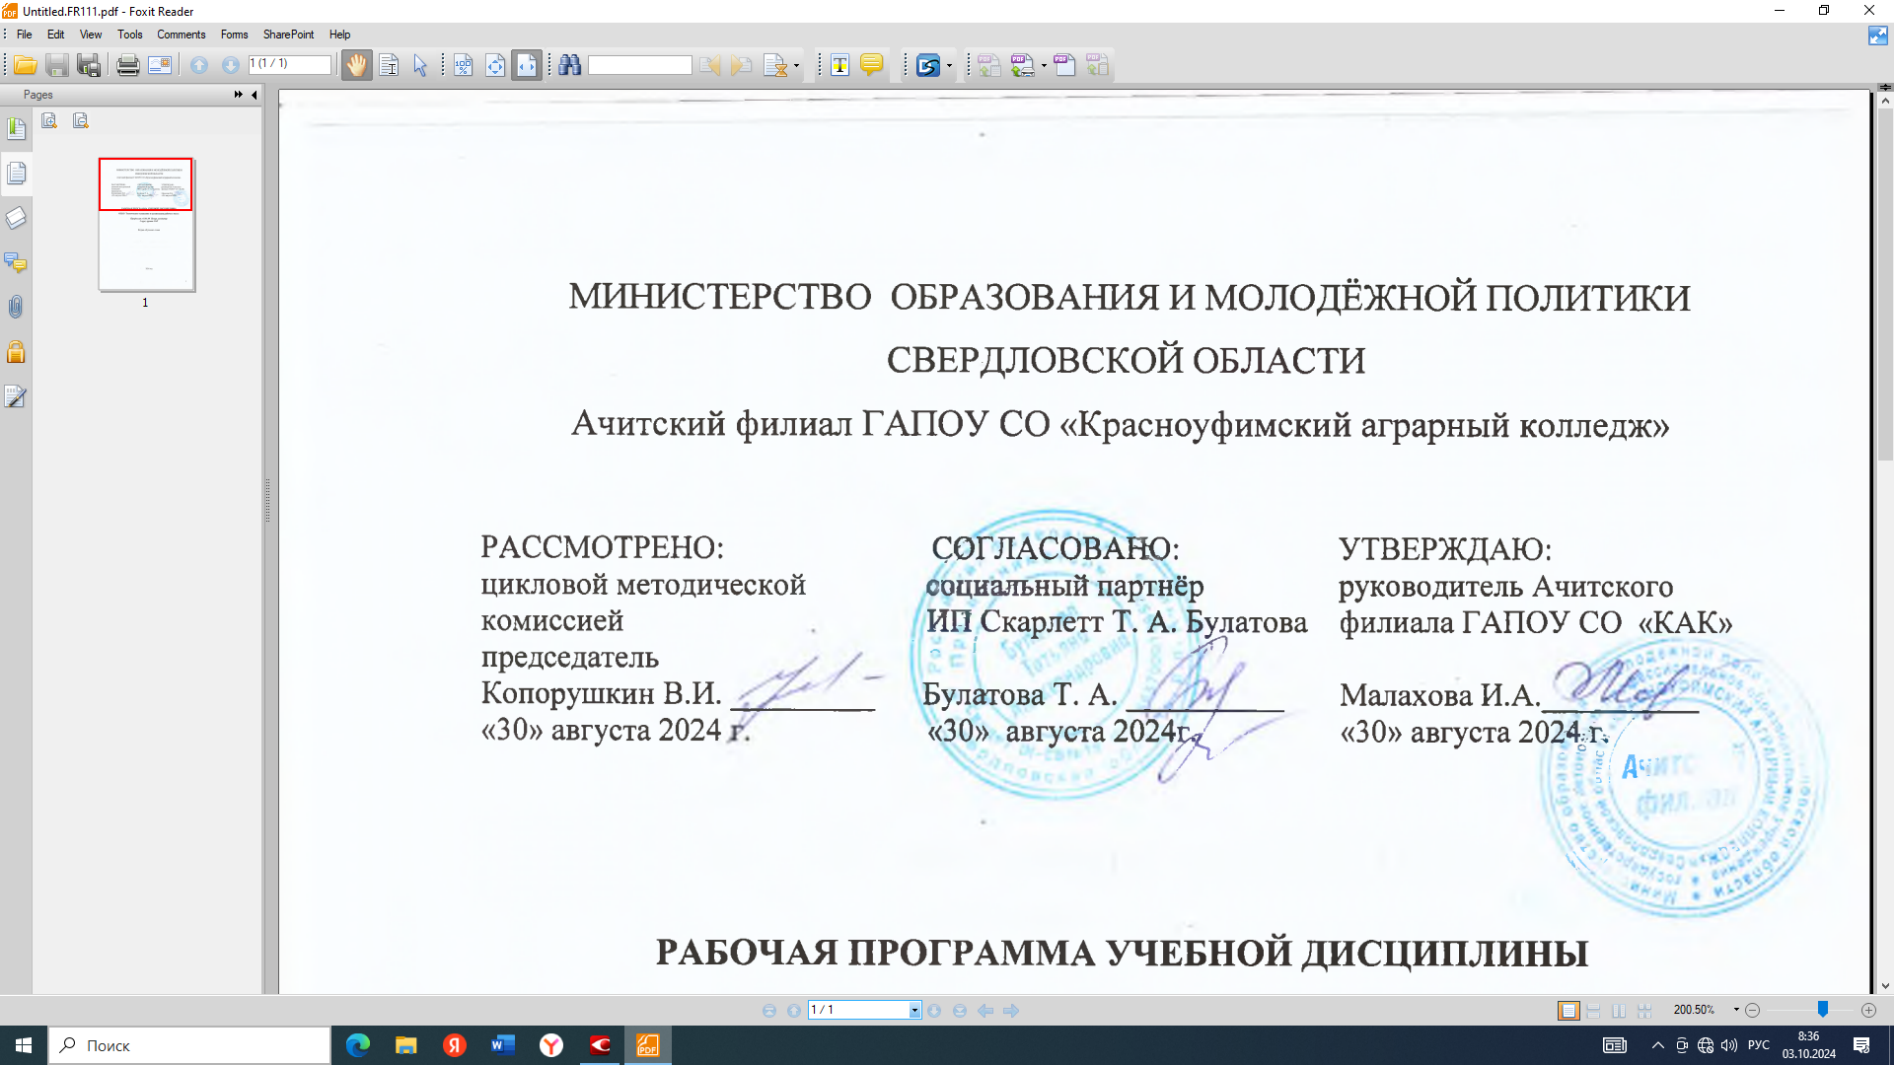 Untitled.FR111.pdf - Foxit Reader
File Edit View Tools Comments Forms SharePoint Help
1 (1 / 1)
Pages
1
МИНИСТЕРСТВО ОБРАЗОВАНИЯ И МОЛОДЁЖНОЙ ПОЛИТИКИ
СВЕРДЛОВСКОЙ ОБЛАСТИ
Ачитский филиал ГАПОУ СО «Красноуфимский аграрный колледж»
РАССМОТРЕНО:
цикловой методической
комиссией
председатель
Копорушкин В.И.
«30» августа 2024 г.
СОГЛАСОВАНО:
социальный партнёр
ИП Скарлетт Т. А. Булатова
Булатова Т. А.
«30» августа 2024г.
УТВЕРЖДАЮ:
руководитель Ачитского
филиала ГАПОУ СО «КАК»
Малахова И.А.
«30» августа 2024 г.
РАБОЧАЯ ПРОГРАММА УЧЕБНОЙ ДИСЦИПЛИНЫ
1 / 1
200.50%
Поиск
РУС
8:36
03.10.2024